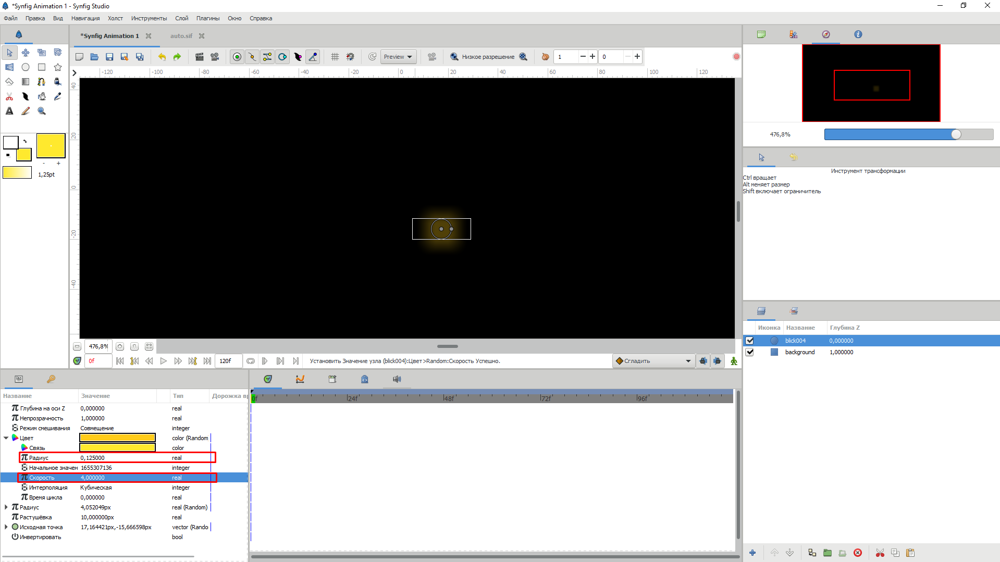 *Synfig Animation 1 - Synfig Studio
Файл Правка Вид Навигация Холст Инструменты Слой Плагины Окно Справка
*Synfig Animation 1 auto.sif
Preview Низкое разрешение 1 0
-120 -100 -80 -60 -40 -20 0 20 40 60 80 100 120
40
20
0
-20
-40
- +
1,25pt
476,8%
Инструмент трансформации
Ctrl вращает
Alt меняет размер
Shift включает ограничитель
Иконка Название Глубина Z
blick004 0,000000
background 1,000000
476,8%
0f 120f Установить Значение узла (blick004):Цвет>Random:Скорость Успешно. Сгладить
Название Значение Тип Дорожка в
0f 24f 48f 72f 96f
Глубина на оси Z 0,000000 real
Непрозрачность 1,000000 real
Режим смешивания Совмещение integer
Цвет color (Random
Связь color
Радиус 0,125000 real
Начальное значен 1655307136 integer
Скорость 4,000000 real
Интерполяция Кубическая integer
Время цикла 0,000000 real
Радиус 4,052049px real (Random)
Растушёвка 10,000000px real
Исходная точка 17,164421px,-15,666598px vector (Rando
Инвертировать bool